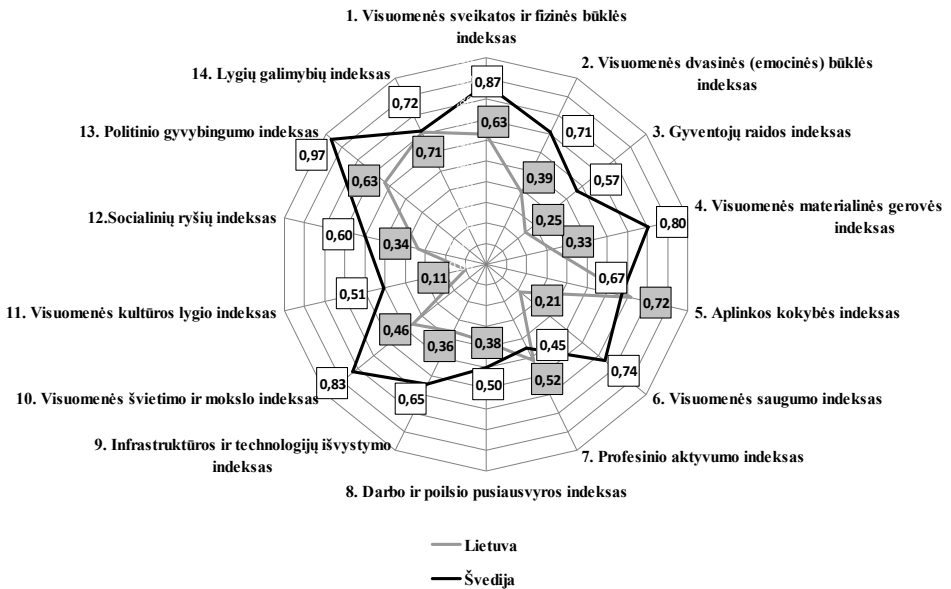 1. Visuomenės sveikatos ir fizinės būklės
indeksas
2. Visuomenės dvasinės (emocinės) būklės
indeksas
3. Gyventojų raidos indeksas
4. Visuomenės materialinės gerovės
indeksas
5. Aplinkos kokybės indeksas
6. Visuomenės saugumo indeksas
7. Profesinio aktyvumo indeksas
8. Darbo ir poilsio pusiausvyros indeksas
9. Infrastruktūros ir technologijų išvystymo
indeksas
10. Visuomenės švietimo ir mokslo indeksas
11. Visuomenės kultūros lygio indeksas
12.Socialinių ryšių indeksas
13. Politinio gyvybingumo indeksas
14. Lygių galimybių indeksas
0,87
0,71
0,57
0,80
0,67
0,74
0,45
0,50
0,65
0,83
0,51
0,60
0,97
0,72
0,63
0,39
0,25
0,33
0,72
0,21
0,52
0,38
0,36
0,46
0,11
0,34
0,63
0,71
Lietuva
Švedija